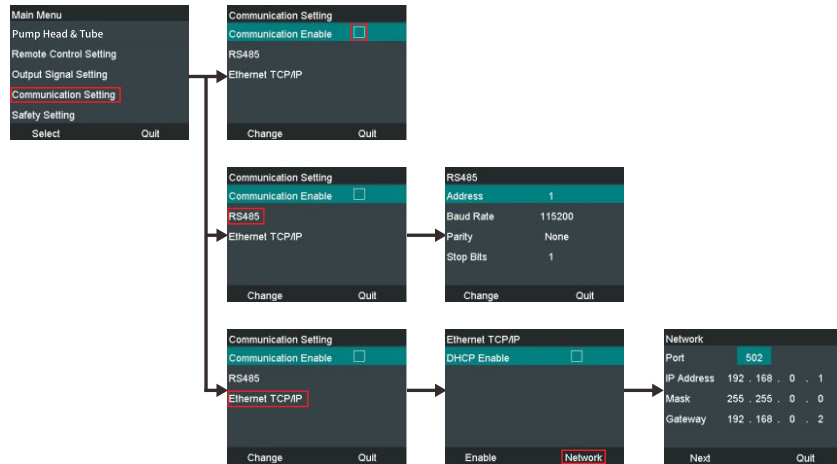 Main Menu
Pump Head & Tube
Remote Control Setting
Output Signal Setting
Communication Setting
Safety Setting
Select Quit
Communication Setting
Communication Enable
RS485
Ethernet TCP/IP
Change Quit
Communication Setting
Communication Enable
RS485
Ethernet TCP/IP
Change Quit
RS485
Address 1
Baud Rate 115200
Parity None
Stop Bits 1
Change Quit
Communication Setting
Communication Enable
RS485
Ethernet TCP/IP
Change Quit
Ethernet TCP/IP
DHCP Enable
Enable Network
Network
Port 502
IP Address 192 . 168 . 0 . 1
Mask 255 . 255 . 0 . 0
Gateway 192 . 168 . 0 . 2
Next Quit